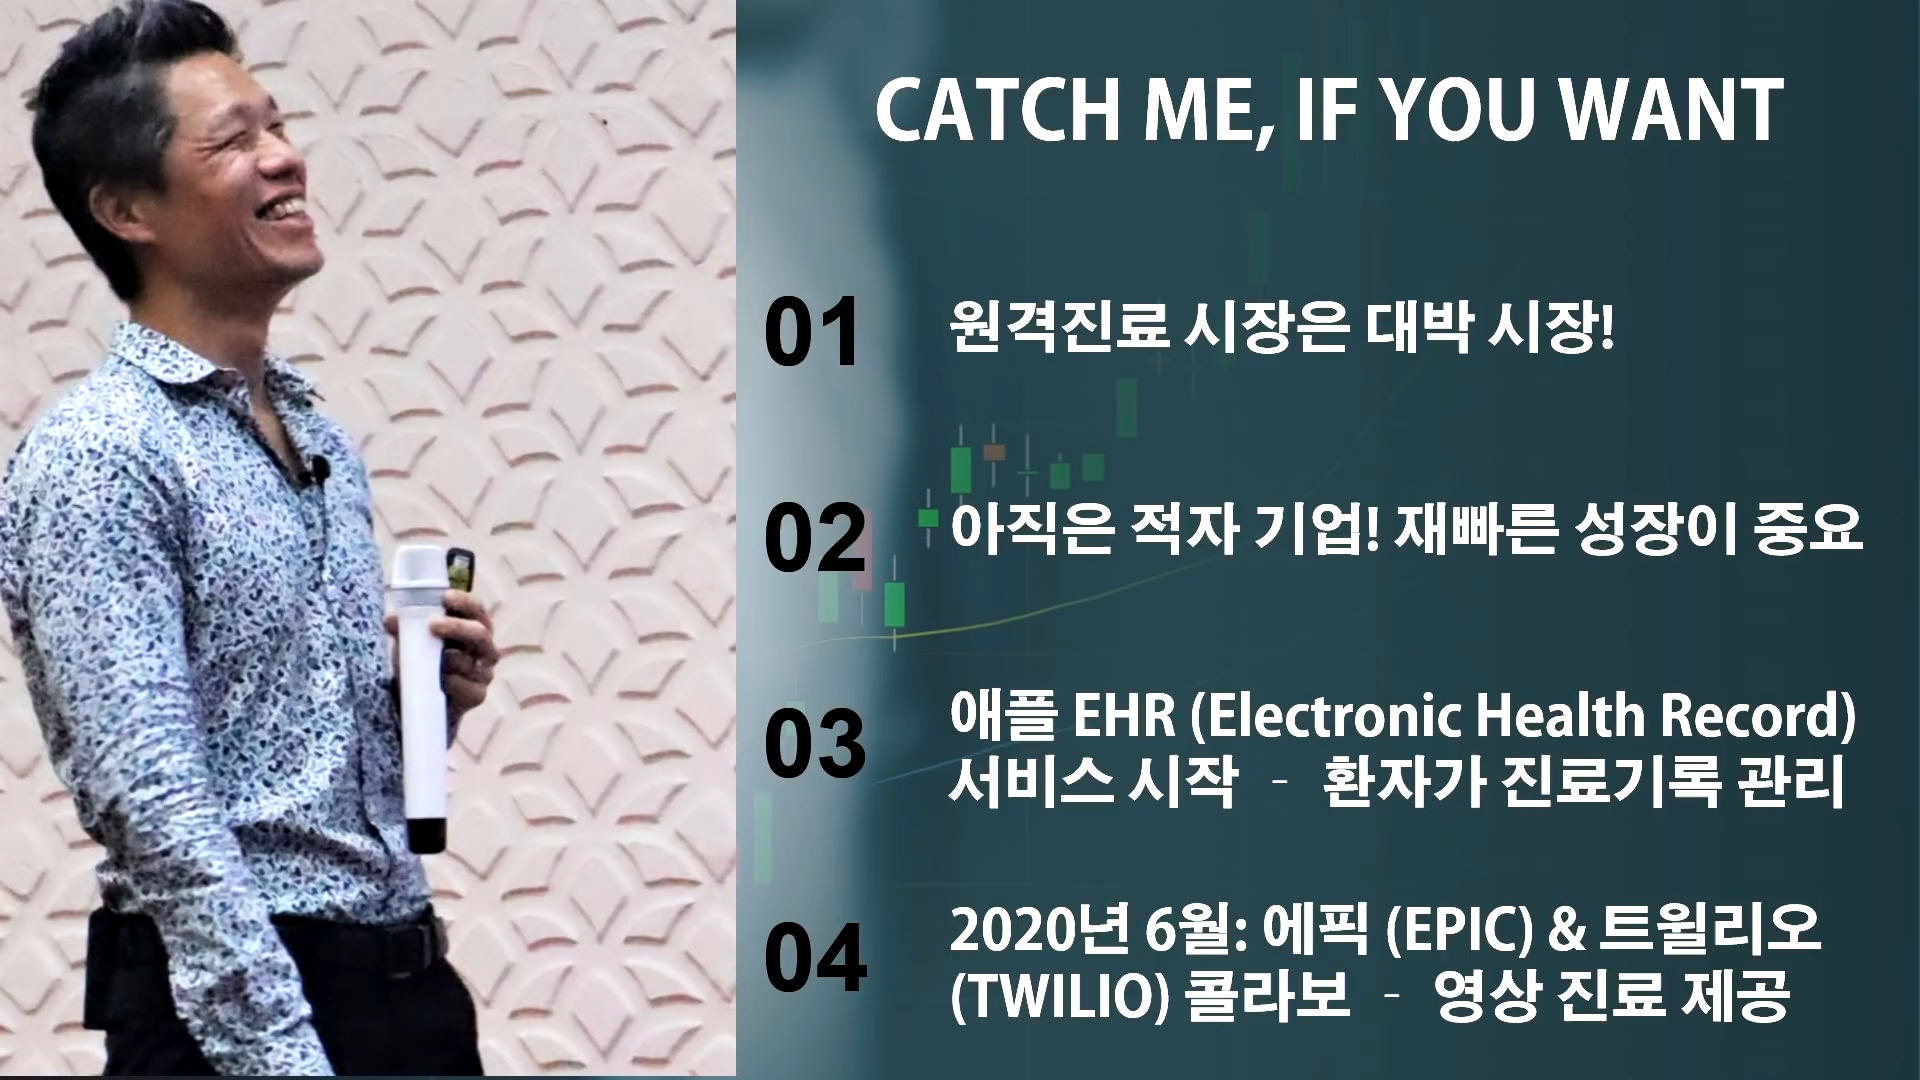 CATCH ME, IF YOU WANT
01 원격진료 시장은 대박 시장!
02 아직은 적자 기업! 재빠른 성장이 중요
03 애플 EHR (Electronic Health Record)
서비스 시작 - 환자가 진료기록 관리
04 2020년 6월: 에픽 (EPIC) & 트윌리오
(TWILIO) 콜라보 - 영상 진료 제공